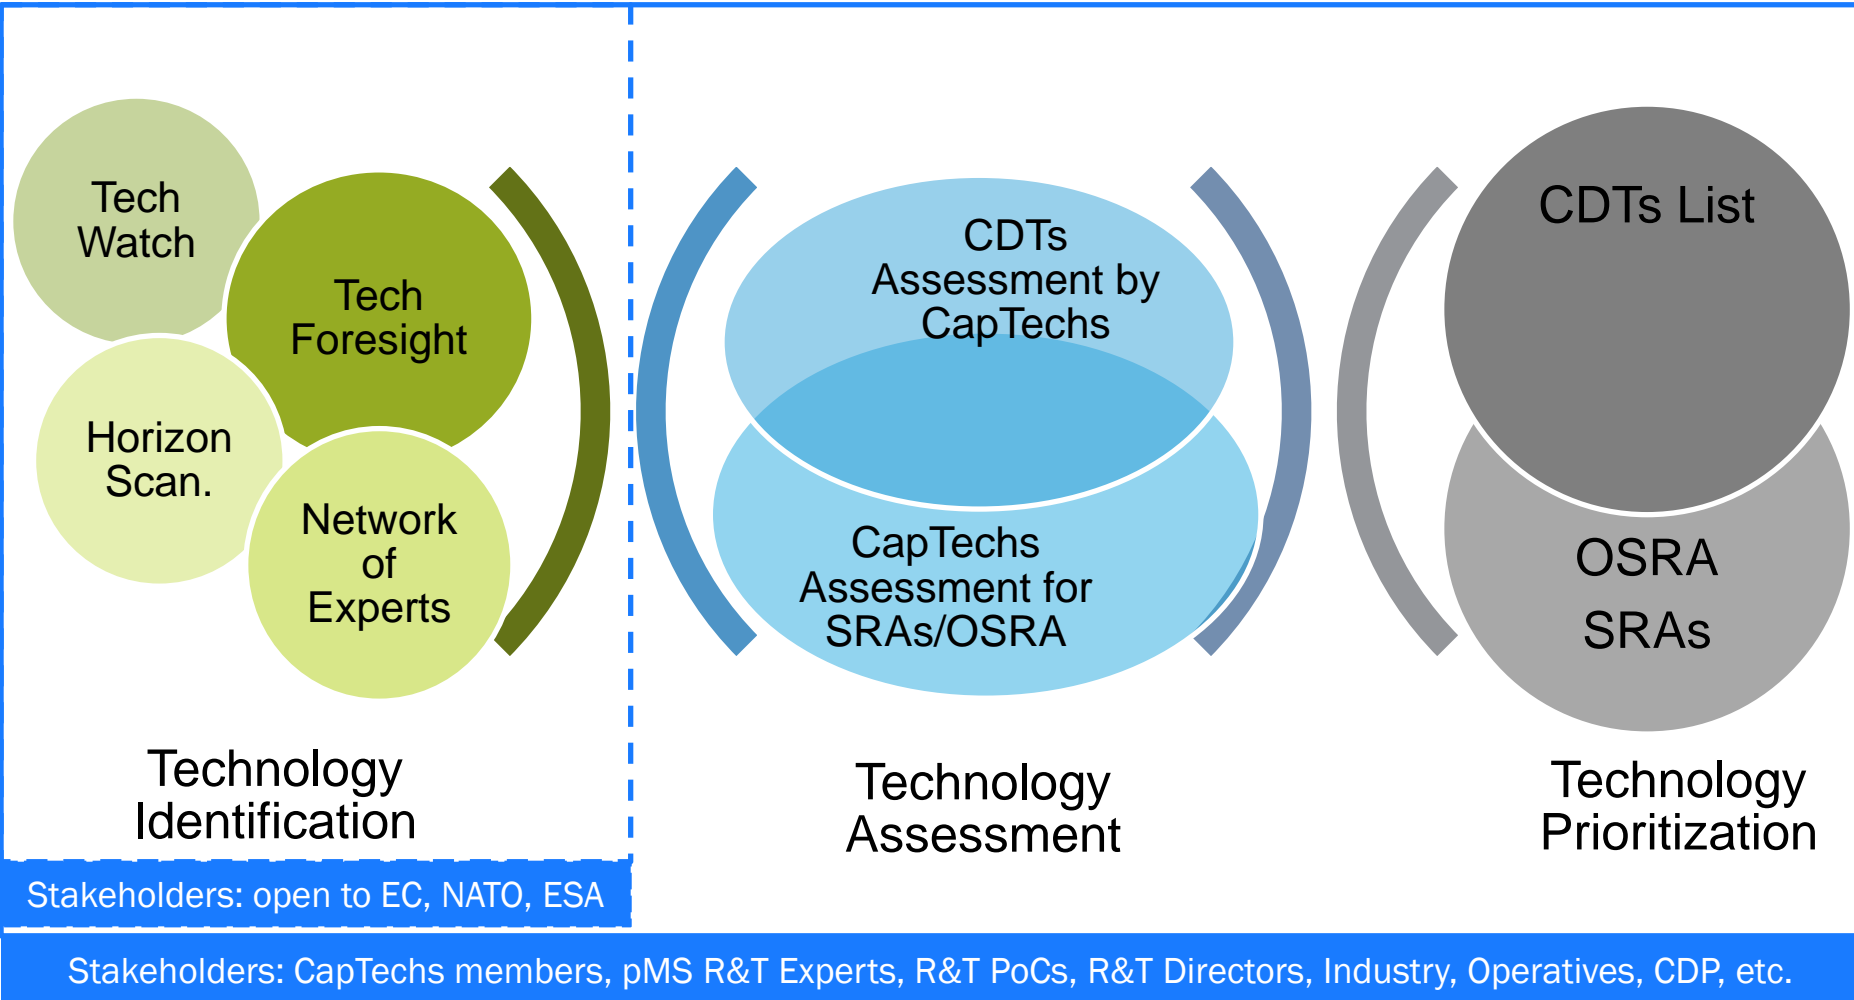 Tech
Watch
Tech
Foresight
Horizon
Scan.
Network
of
Experts
Technology
Identification
CDTs
Assessment by
CapTechs
CapTechs
Assessment for
SRAs/OSRA
Technology
Assessment
CDTs List
OSRA
SRAs
Technology
Prioritization
Stakeholders: open to EC, NATO, ESA
Stakeholders: CapTechs members, pMS R&T Experts, R&T PoCs, R&T Directors, Industry, Operatives, CDP, etc.